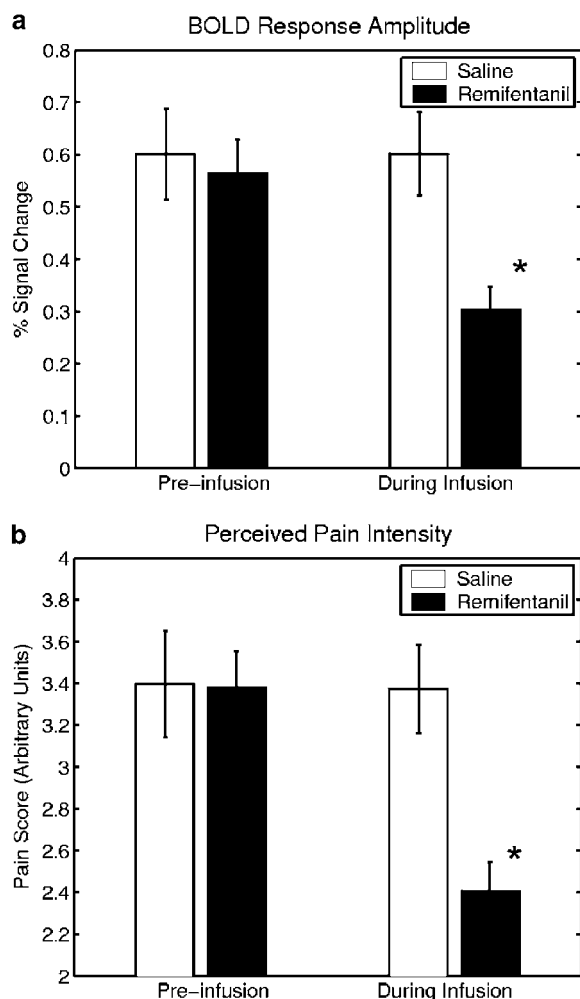 a
BOLD Response Amplitude
Saline
Remifentanil
% Signal Change
0.8
0.7
0.6
0.5
0.4
0.3
0.2
0.1
0
*
Pre-infusion
During Infusion
b
Perceived Pain Intensity
Saline
Remifentanil
Pain Score (Arbitrary Units)
4
3.8
3.6
3.4
3.2
3
2.8
2.6
2.4
2.2
2
*
Pre-infusion
During Infusion